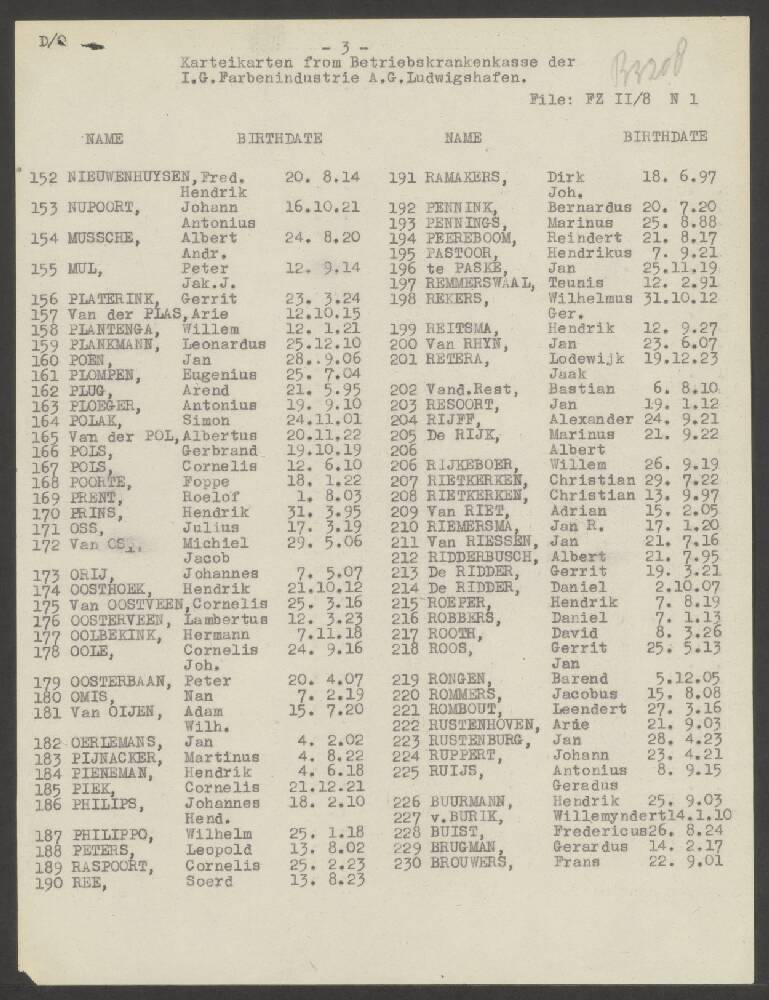 D/Q
- 3 -
Karteikarten from Betriebskrankenkasse der
I.G.Farbenindustrie A.G.Ludwigshafen.
File: FZ II/8 N 1
NAME BIRTHDATE
152 NIEUWENHUYSEN,Fred. 20. 8.14
Hendrik
153 NUPOORT, Johann 16.10.21
Antonius
154 MUSSCHE, Albert 24. 8.20
Andr.
155 MUL, Peter 12. 9.14
Jak.J.
156 PLATERINK, Gerrit 23. 3.24
157 Van der PLAS,Arie 12.10.15
158 PLANTENGA, Willem 12. 1.21
159 PLANKMANN, Leonardus 25.12.10
160 POEN, Jan 28..9.06
161 PLOMPEN, Eugenius 25. 7.04
162 PLUG, Arend 21. 5.95
163 PLOEGER, Antonius 19. 9.10
164 POLAK, Simon 24.11.01
165 Van der POL,Albertus 20.11.22
166 POLS, Gerbrand 19.10.19
167 POLS, Cornelis 12. 6.10
168 POORTE, Foppe 18. 1.22
169 PRENT, Roelof 1. 8.03
170 PRINS, Hendrik 31. 3.95
171 OSS, Julius 17. 3.19
172 Van OSS, Michiel 29. 5.06
Jacob
173 ORIJ, Johannes 7. 5.07
174 OOSTHOEK, Hendrik 21.10.12
175 Van OOSTVEEN,Cornelis 25. 3.16
176 OOSTERVEEN, Lambertus 12. 3.23
177 OOLBEKINK, Hermann 7.11.18
178 OOLE, Cornelis 24. 9.16
Joh.
179 OOSTERBAAN, Peter 20. 4.07
180 OMIS, Nan 7. 2.19
181 Van OIJEN, Adam 15. 7.20
Wilh.
182 OERLEMANS, Jan 4. 2.02
183 PIJNACKER, Martinus 4. 8.22
184 PIENEMAN, Hendrik 4. 6.18
185 PIEK, Cornelis 21.12.21
186 PHILIPS, Johannes 18. 2.10
Hend.
187 PHILIPPO, Wilhelm 25. 1.18
188 PETERS, Leopold 13. 8.02
189 RASPOORT, Cornelis 25. 2.23
190 REE, Soerd 13. 8.23
NAME BIRTHDATE
191 RAMAKERS, Dirk 18. 6.97
Joh.
192 PENNINK, Bernardus 20. 7.20
193 PENNINGS, Marinus 25. 8.88
194 PEEREBOOM, Reindert 21. 8.17
195 PASTOOR, Hendrikus 7. 9.21
196 te PASKE, Jan 25.11.19
197 REMMERSWAAL, Teunis 12. 2.91
198 REKERS, Wilhelmus 31.10.12
Ger.
199 REITSMA, Hendrik 12. 9.27
200 Van RHYN, Jan 23. 6.07
201 RETERA, Lodewijk 19.12.23
Jaak
202 Vand.Rest, Bastian 6. 8.10
203 RESOORT, Jan 19. 1.12
204 RIJFF, Alexander 24. 9.21
205 De RIJK, Marinus 21. 9.22
206 Albert
206 RIJKEBOER, Willem 26. 9.19
207 RIETKERKEN, Christian 29. 7.22
208 RIETKERKEN, Christian 13. 9.97
209 Van RIET, Adrian 15. 2.05
210 RIEMERSMA, Jan R. 17. 1.20
211 Van RIESSEN, Jan 21. 7.16
212 RIDDERBUSCH, Albert 21. 7.95
213 De RIDDER, Gerrit 19. 3.21
214 De RIDDER, Daniel 2.10.07
215 ROEPER, Hendrik 7. 8.19
216 ROBBERS, Daniel 7. 1.13
217 ROOTH, David 8. 3.26
218 ROOS, Gerrit 25. 5.13
Jan
219 RONGEN, Barend 5.12.05
220 ROMMERS, Jacobus 15. 8.08
221 ROMBOUT, Leendert 27. 3.16
222 RUSTENHOVEN, Arie 21. 9.03
223 RUSTENBURG, Jan 28. 4.23
224 RUPPERT, Johann 23. 4.21
225 RUIJS, Antonius 8. 9.15
Geradus
226 BUURMANN, Hendrik 25. 9.03
227 v.BURIK, Willemyndert14.1.10
228 BUIST, Fredericus26. 8.24
229 BRUGMAN, Gerardus 14. 2.17
230 BROUWERS, Frans 22. 9.01